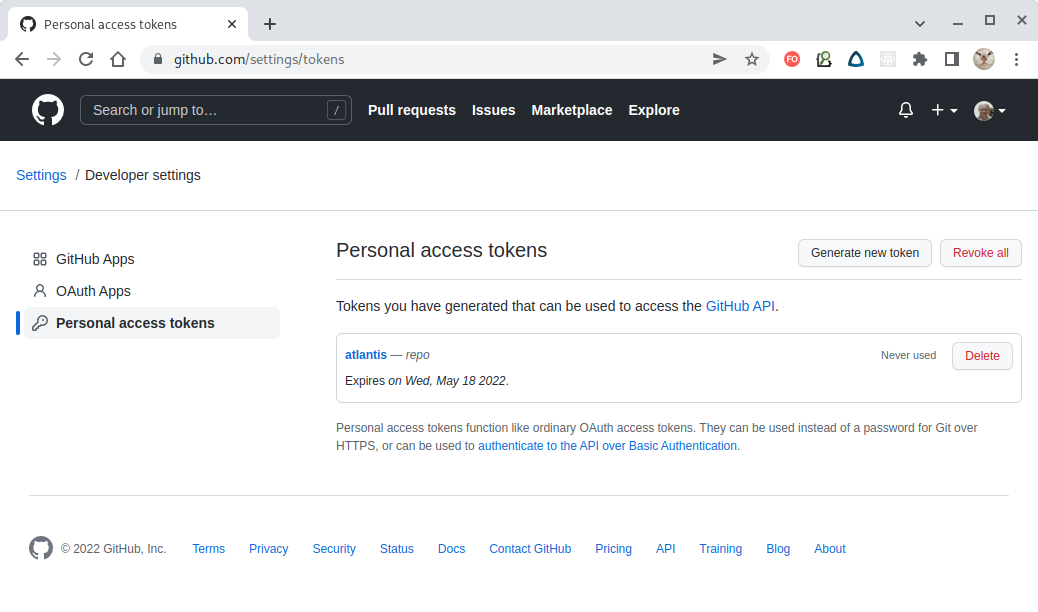 Personal access tokens
github.com/settings/tokens
FO
Search or jump to…
/
Pull requests
Issues
Marketplace
Explore
Settings / Developer settings
GitHub Apps
OAuth Apps
Personal access tokens
Personal access tokens
Generate new token
Revoke all
Tokens you have generated that can be used to access the GitHub API.
atlantis — repo
Never used
Delete
Expires on Wed, May 18 2022.
Personal access tokens function like ordinary OAuth access tokens. They can be used instead of a password for Git over
HTTPS, or can be used to authenticate to the API over Basic Authentication.
© 2022 GitHub, Inc.
Terms
Privacy
Security
Status
Docs
Contact GitHub
Pricing
API
Training
Blog
About